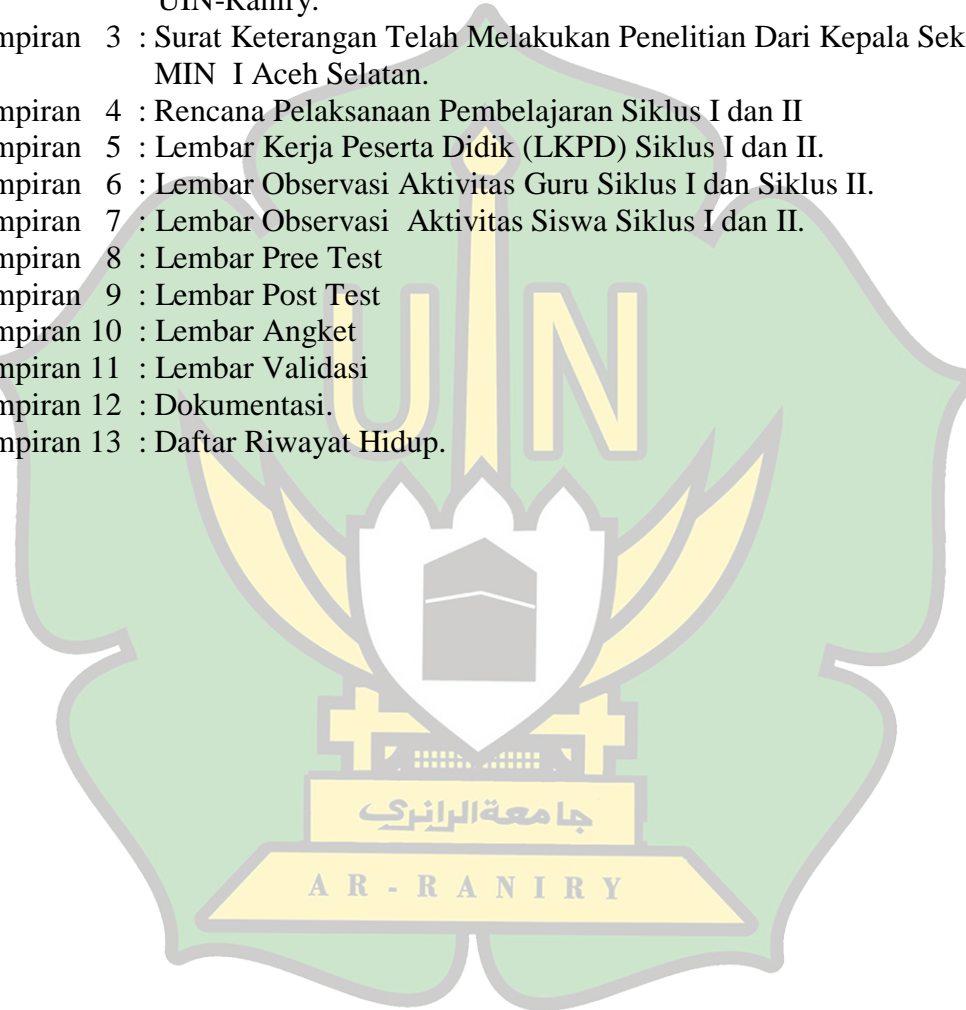 UIN-Raniry.
mpiran 3 : Surat Keterangan Telah Melakukan Penelitian Dari Kepala Sek
MIN I Aceh Selatan.
mpiran 4 : Rencana Pelaksanaan Pembelajaran Siklus I dan II
mpiran 5 : Lembar Kerja Peserta Didik (LKPD) Siklus I dan II.
mpiran 6 : Lembar Observasi Aktivitas Guru Siklus I dan Siklus II.
mpiran 7 : Lembar Observasi Aktivitas Siswa Siklus I dan II.
mpiran 8 : Lembar Pree Test
mpiran 9 : Lembar Post Test
mpiran 10 : Lembar Angket
mpiran 11 : Lembar Validasi
mpiran 12 : Dokumentasi.
mpiran 13 : Daftar Riwayat Hidup.
UIN
جامعة الرانري
AR-RANIRY